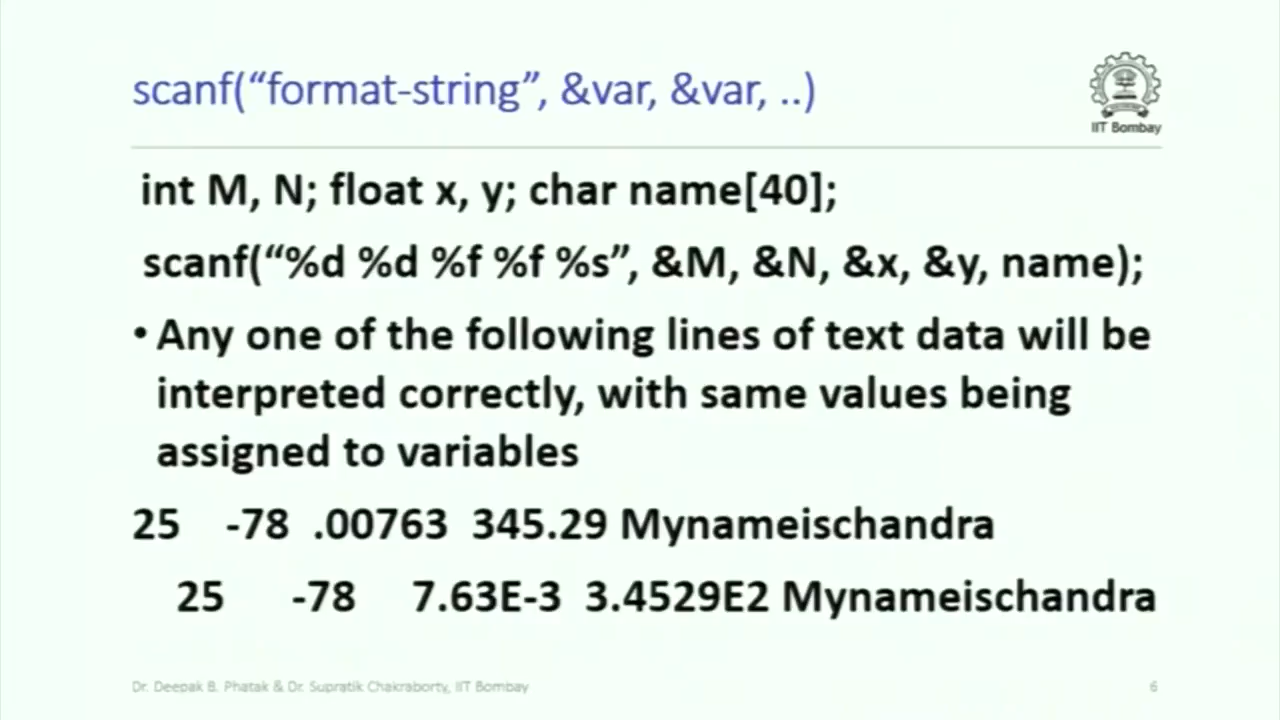 scanf(“format-string”, &var, &var, ..)
IIT Bombay
int M, N; float x, y; char name[40];
scanf(“%d %d %f %f %s”, &M, &N, &x, &y, name);
• Any one of the following lines of text data will be
interpreted correctly, with same values being
assigned to variables
25 -78 .00763 345.29 Mynameischandra
25 -78 7.63E-3 3.4529E2 Mynameischandra
Dr. Deepak B. Phatak & Dr. Supratik Chakraborty, IIT Bombay
6